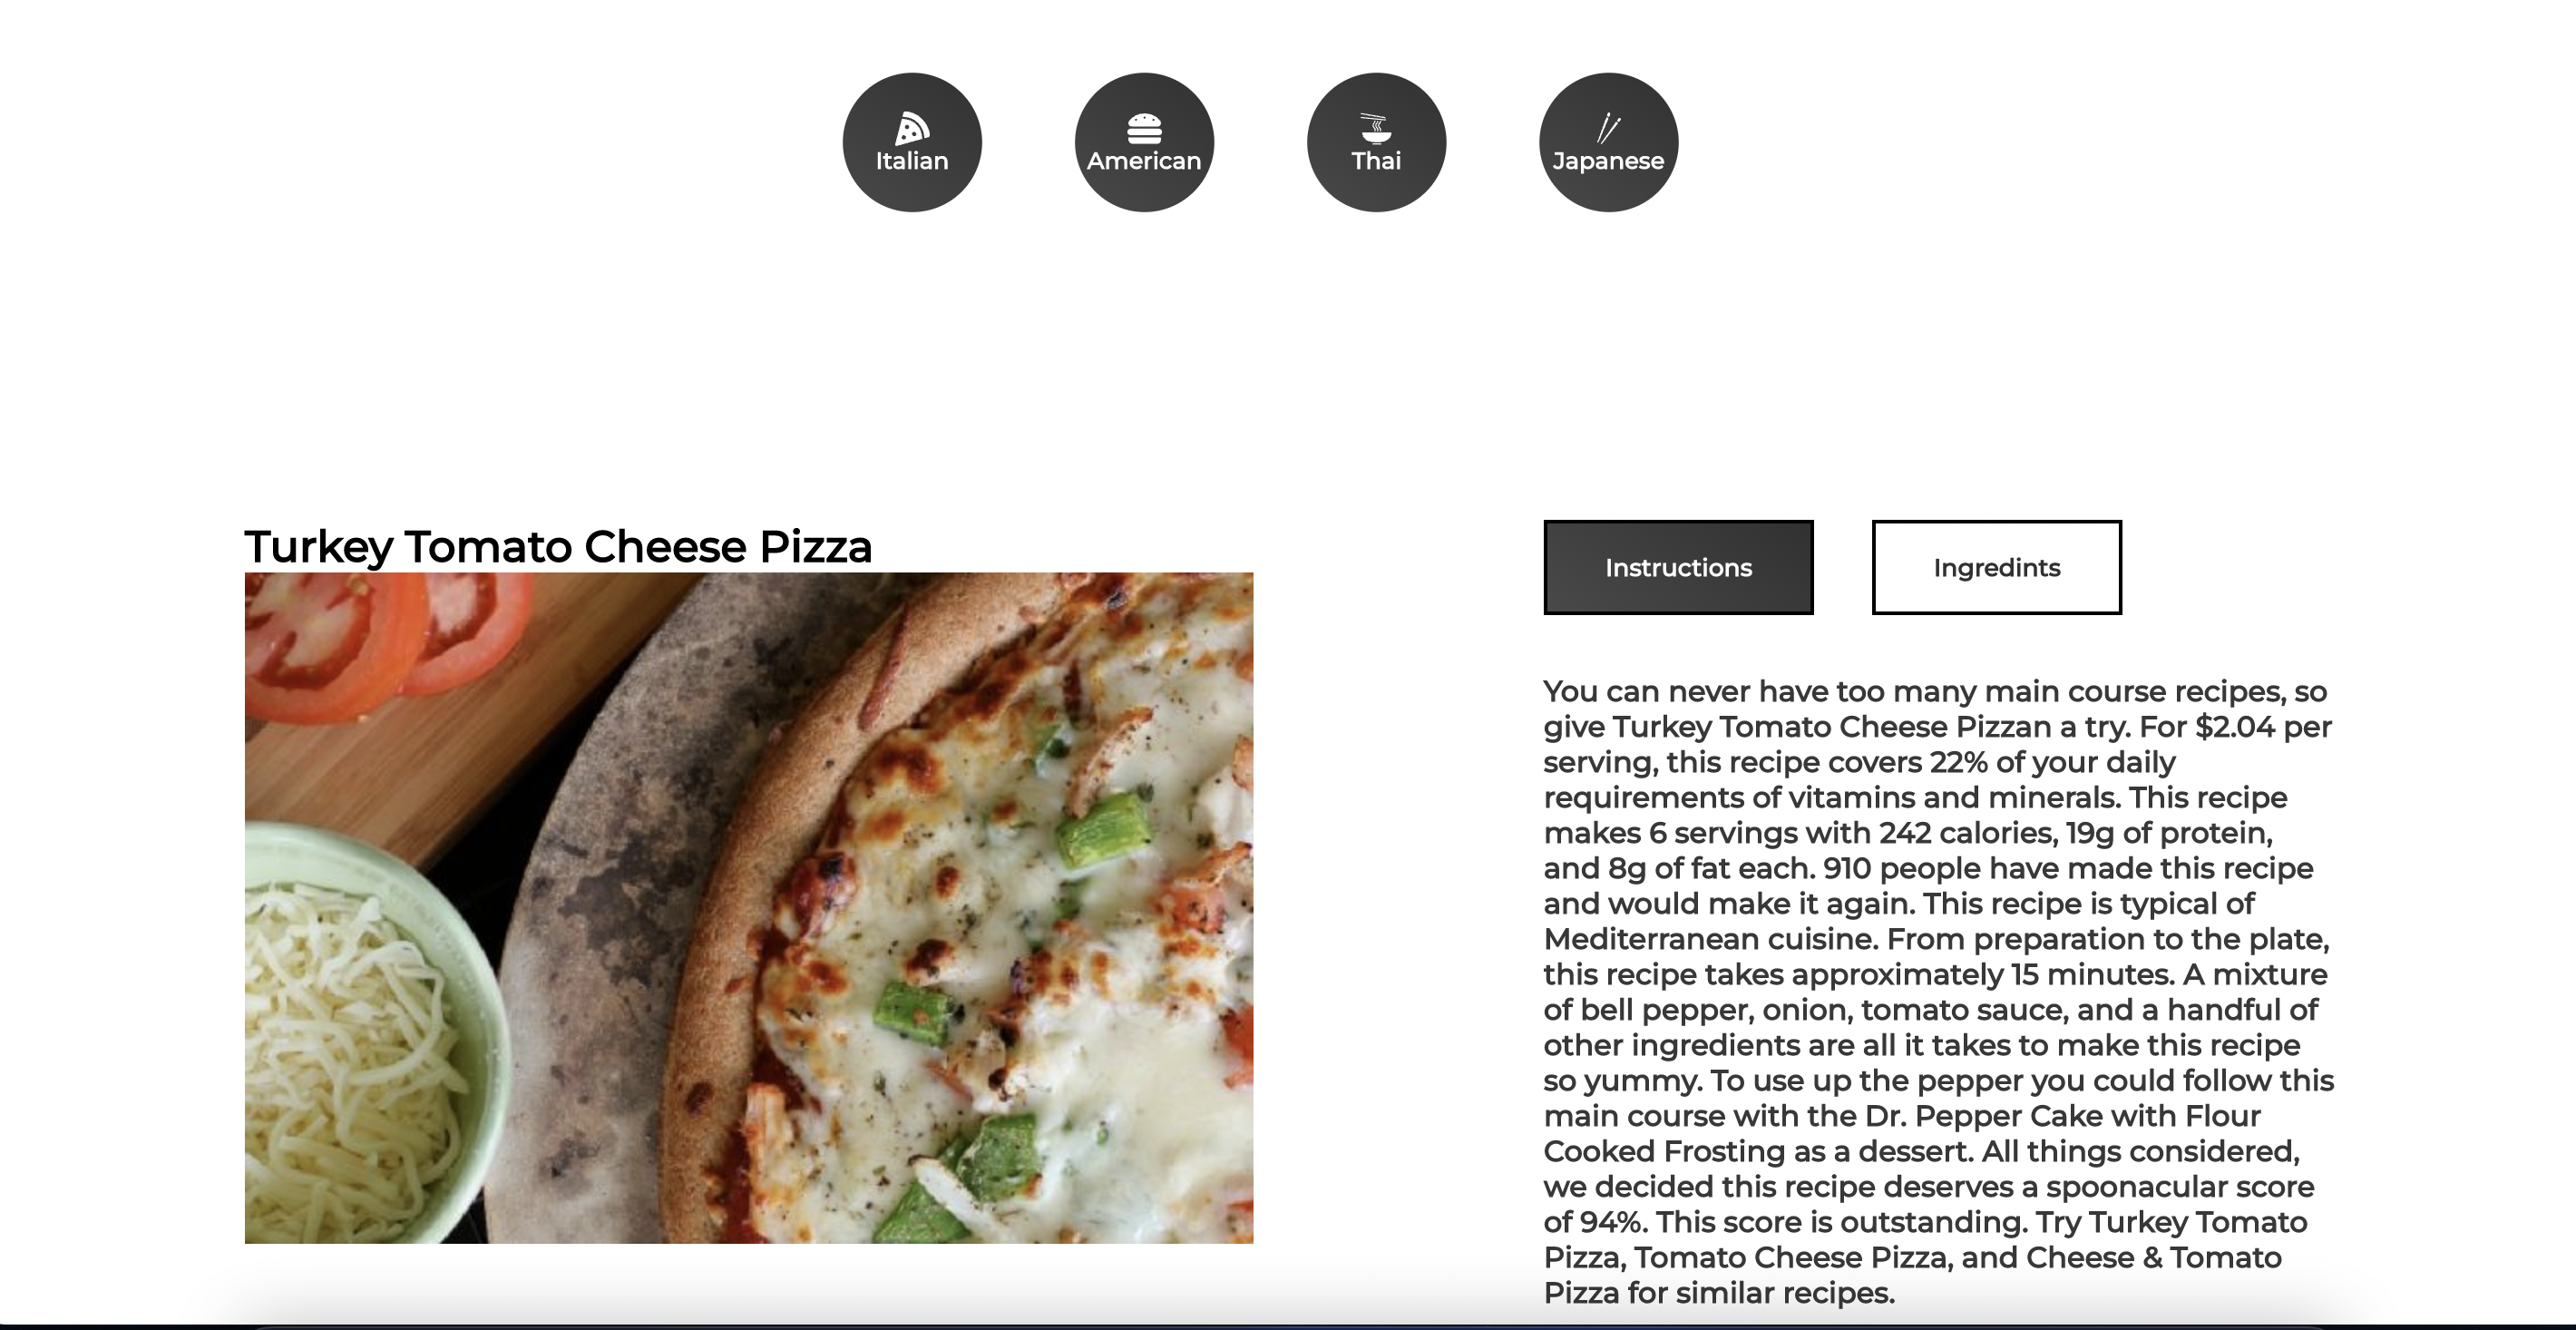 Italian
American
Thai
Japanese
Turkey Tomato Cheese Pizza
Instructions
Ingredints
You can never have too many main course recipes, so
give Turkey Tomato Cheese Pizzan a try. For $2.04 per
serving, this recipe covers 22% of your daily
requirements of vitamins and minerals. This recipe
makes 6 servings with 242 calories, 19g of protein,
and 8g of fat each. 910 people have made this recipe
and would make it again. This recipe is typical of
Mediterranean cuisine. From preparation to the plate,
this recipe takes approximately 15 minutes. A mixture
of bell pepper, onion, tomato sauce, and a handful of
other ingredients are all it takes to make this recipe
so yummy. To use up the pepper you could follow this
main course with the Dr. Pepper Cake with Flour
Cooked Frosting as a dessert. All things considered,
we decided this recipe deserves a spoonacular score
of 94%. This score is outstanding. Try Turkey Tomato
Pizza, Tomato Cheese Pizza, and Cheese & Tomato
Pizza for similar recipes.